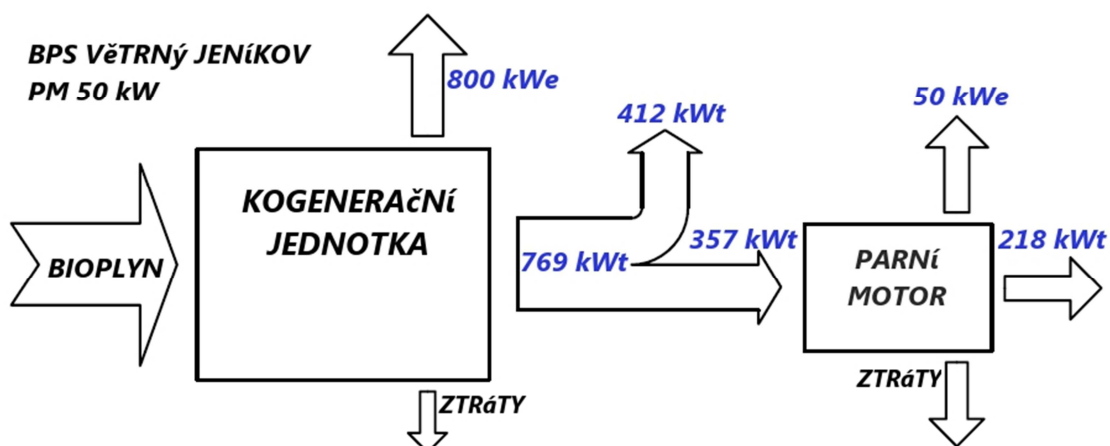 BPS VěTRNý JENíKOV
PM 50 kW
800 kWe
412 kWt
50 kWe
KOGENERAčNí
JEDNOTKA
BIOPLYN
769 kWt
357 kWt
PARNí
MOTOR
218 kWt
ZTRáTY
ZTRáTY